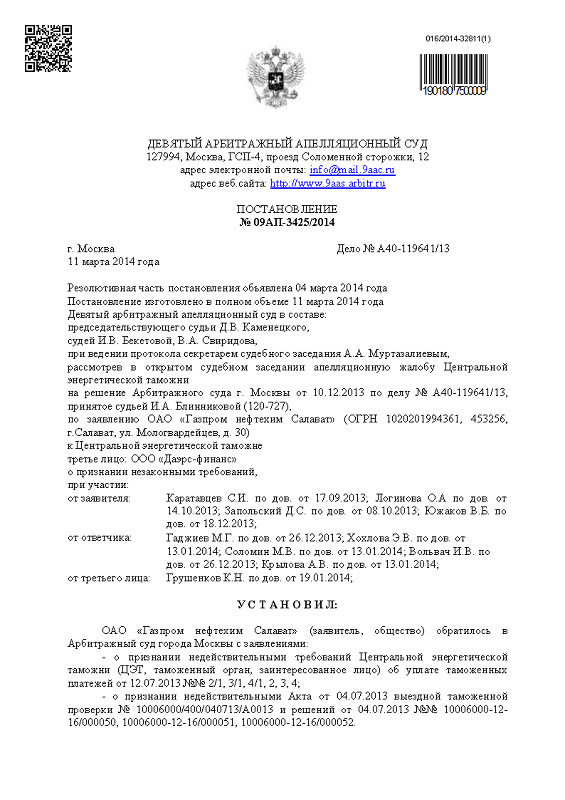 016/2014-32811(1)
190180 7500009
ДЕВЯТЫЙ АРБИТРАЖНЫЙ АПЕЛЛЯЦИОННЫЙ СУД
127994, Москва, ГСП-4, проезд Соломенной сторожки, 12
адрес электронной почты: info@mail.9aac.ru
адрес веб.сайта: http://www.9aas.arbitr.ru
ПОСТАНОВЛЕНИЕ
№ 09АП-3425/2014
г. Москва Дело № А40-119641/13
11 марта 2014 года
Резолютивная часть постановления объявлена 04 марта 2014 года
Постановление изготовлено в полном объеме 11 марта 2014 года
Девятый арбитражный апелляционный суд в составе:
председательствующего судьи Д.В. Каменецкого,
судей И.В. Бекетовой, В.А. Свиридова,
при ведении протокола секретарем судебного заседания А.А. Муртазалиевым,
рассмотрев в открытом судебном заседании апелляционную жалобу Центральной
энергетической таможни
на решение Арбитражного суда г. Москвы от 10.12.2013 по делу № А40-119641/13,
принятое судьей И.А. Блинниковой (120-727),
по заявлению ОАО «Газпром нефтехим Салават» (ОГРН 1020201994361, 453256,
г.Салават, ул. Мологвардейцев, д. 30)
к Центральной энергетической таможне
третье лицо: ООО «Даэрс-финанс»
о признании незаконными требований,
при участии:
от заявителя: Каратавцев С.И. по дов. от 17.09.2013; Логинова О.А по дов. от
14.10.2013; Запольский Д.С. по дов. от 08.10.2013; Южаков В.Б. по
дов. от 18.12.2013;
от ответчика: Гаджиев М.Г. по дов. от 26.12.2013; Хохлова Э.В. по дов. от
13.01.2014; Соломин М.В. по дов. от 13.01.2014; Вольвач И.В. по
дов. от 26.12.2013; Крылова А.В. по дов. от 13.01.2014;
от третьего лица: Грушенков К.Н. по дов. от 19.01.2014;
У С Т А Н О В И Л:
ОАО «Газпром нефтехим Салават» (заявитель, общество) обратилось в
Арбитражный суд города Москвы с заявлениями:
- о признании недействительными требований Центральной энергетической
таможни (ЦЭТ, таможенный орган, заинтересованное лицо) об уплате таможенных
платежей от 12.07.2013 №№ 2/1, 3/1, 4/1, 2, 3, 4;
- о признании недействительными Акта от 04.07.2013 выездной таможенной
проверки № 10006000/400/040713/А0013 и решений от 04.07.2013 №№ 10006000-12-
16/000050, 10006000-12-16/000051, 10006000-12-16/000052.